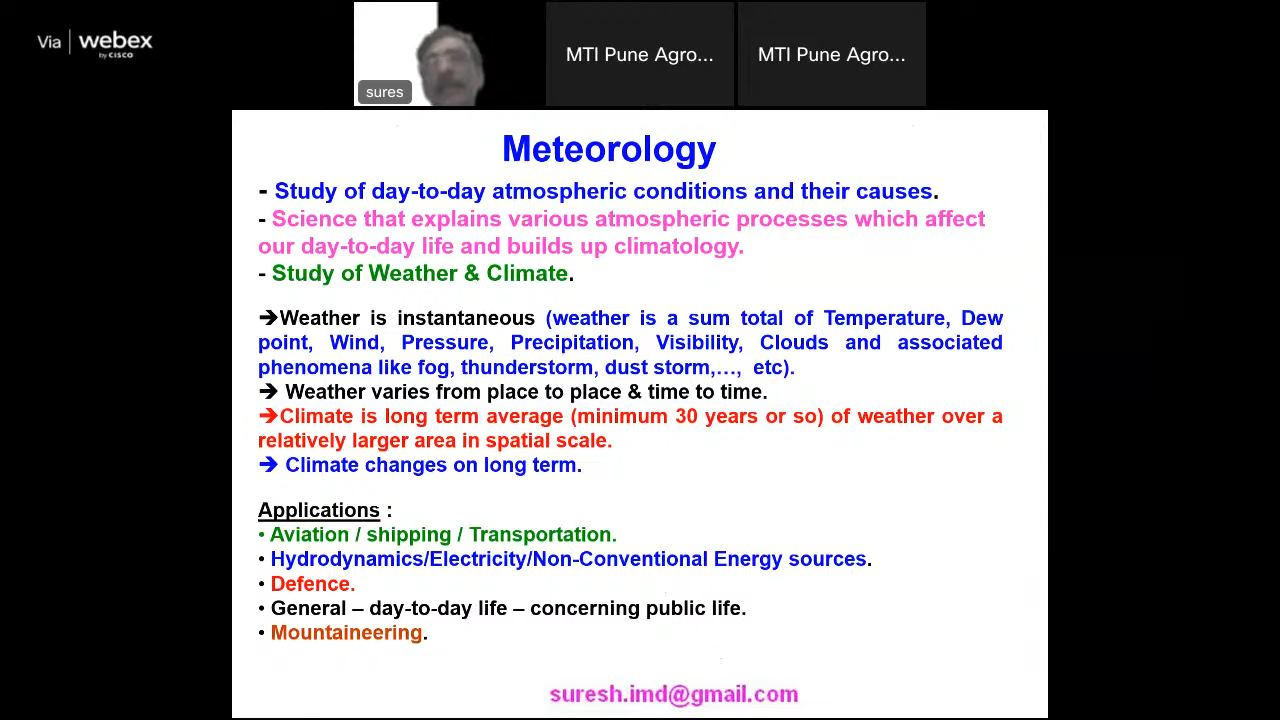 Via webex
by CISCO
sures
MTI Pune Agro...
MTI Pune Agro...
Meteorology
- Study of day-to-day atmospheric conditions and their causes.
- Science that explains various atmospheric processes which affect
our day-to-day life and builds up climatology.
- Study of Weather & Climate.
➔Weather is instantaneous (weather is a sum total of Temperature, Dew
point, Wind, Pressure, Precipitation, Visibility, Clouds and associated
phenomena like fog, thunderstorm, dust storm,…, etc).
➔ Weather varies from place to place & time to time.
➔Climate is long term average (minimum 30 years or so) of weather over a
relatively larger area in spatial scale.
➔ Climate changes on long term.
Applications :
• Aviation / shipping / Transportation.
• Hydrodynamics/Electricity/Non-Conventional Energy sources.
• Defence.
• General – day-to-day life – concerning public life.
• Mountaineering.
suresh.imd@gmail.com